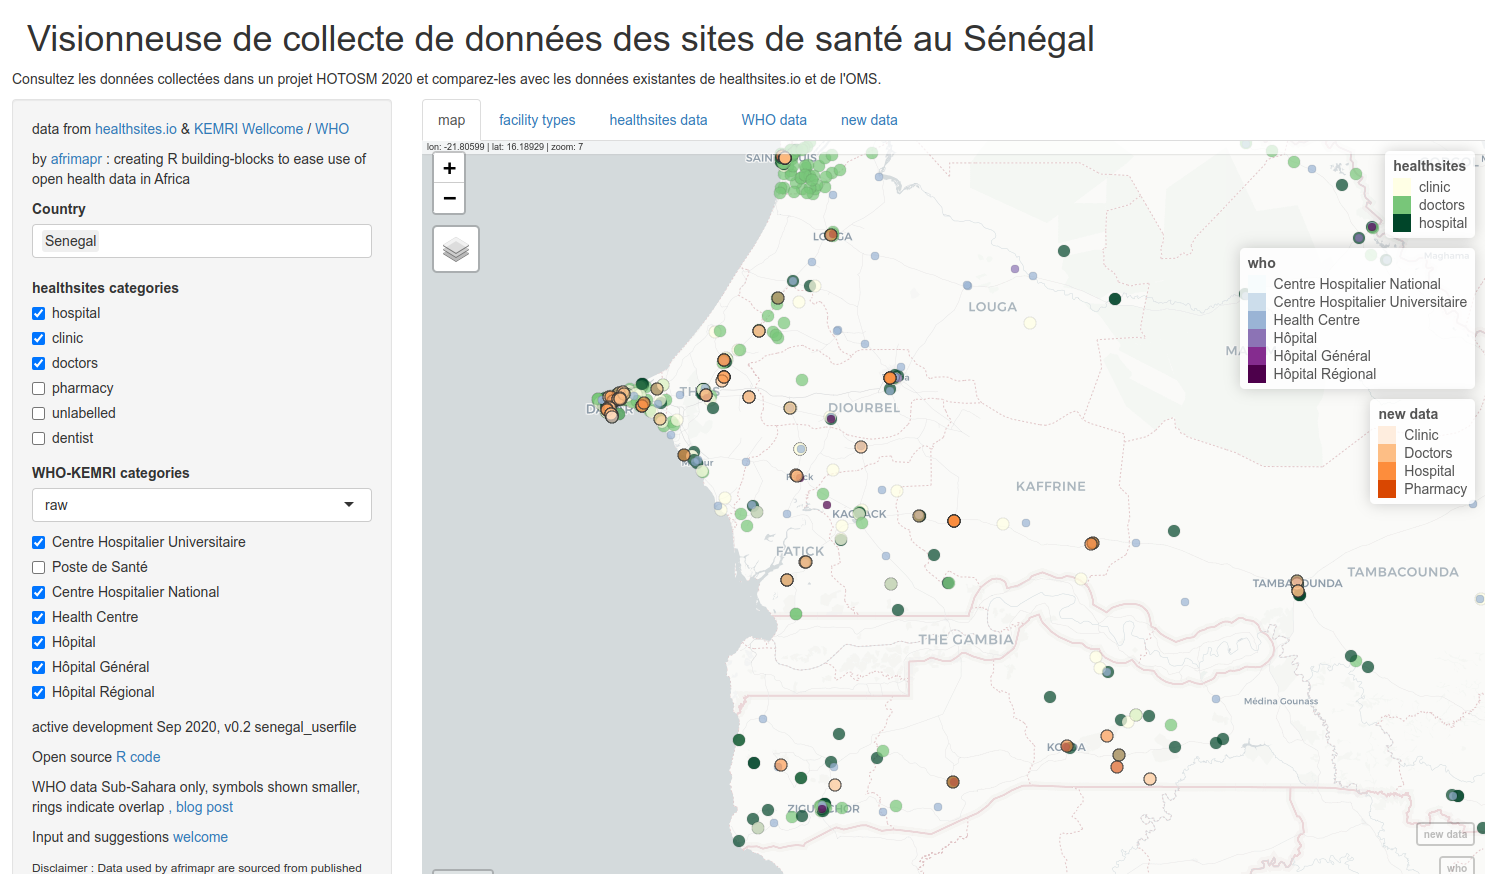 Visionneuse de collecte de données des sites de santé au Sénégal
Consultez les données collectées dans un projet HOTOSM 2020 et comparez-les avec les données existantes de healthsites.io et de l'OMS.
data from healthsites.io & KEMRI Wellcome / WHO
by afrimapr : creating R building-blocks to ease use of
open health data in Africa
Country
Senegal
healthsites categories
hospital
clinic
doctors
pharmacy
unlabelled
dentist
WHO-KEMRI categories
raw
Centre Hospitalier Universitaire
Poste de Santé
Centre Hospitalier National
Health Centre
Hôpital
Hôpital Général
Hôpital Régional
active development Sep 2020, v0.2 senegal_userfile
Open source R code
WHO data Sub-Sahara only, symbols shown smaller,
rings indicate overlap , blog post
Input and suggestions welcome
Disclaimer : Data used by afrimapr are sourced from published
map
facility types
healthsites data
WHO data
new data
lon: -21.80599 | lat: 16.18929 | zoom: 7
+
−
LOUGA
DIOURBEL
KAFFRINE
FATICK
THE GAMBIA
TAMBACOUNDA
Médina Gounass
Maghama
healthsites
clinic
doctors
hospital
who
Centre Hospitalier National
Centre Hospitalier Universitaire
Health Centre
Hôpital
Hôpital Général
Hôpital Régional
new data
Clinic
Doctors
Hospital
Pharmacy
new data
who